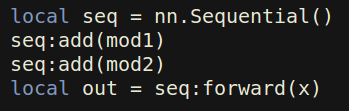 local seq = nn.Sequential()
seq:add(mod1)
seq:add(mod2)
local out = seq:forward(x)